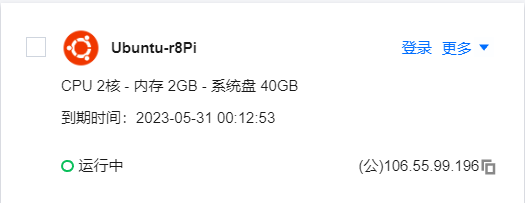 Ubuntu-r8Pi 登录 更多
CPU 2核 - 内存 2GB - 系统盘 40GB
到期时间：2023-05-31 00:12:53
运行中 (公)106.55.99.196